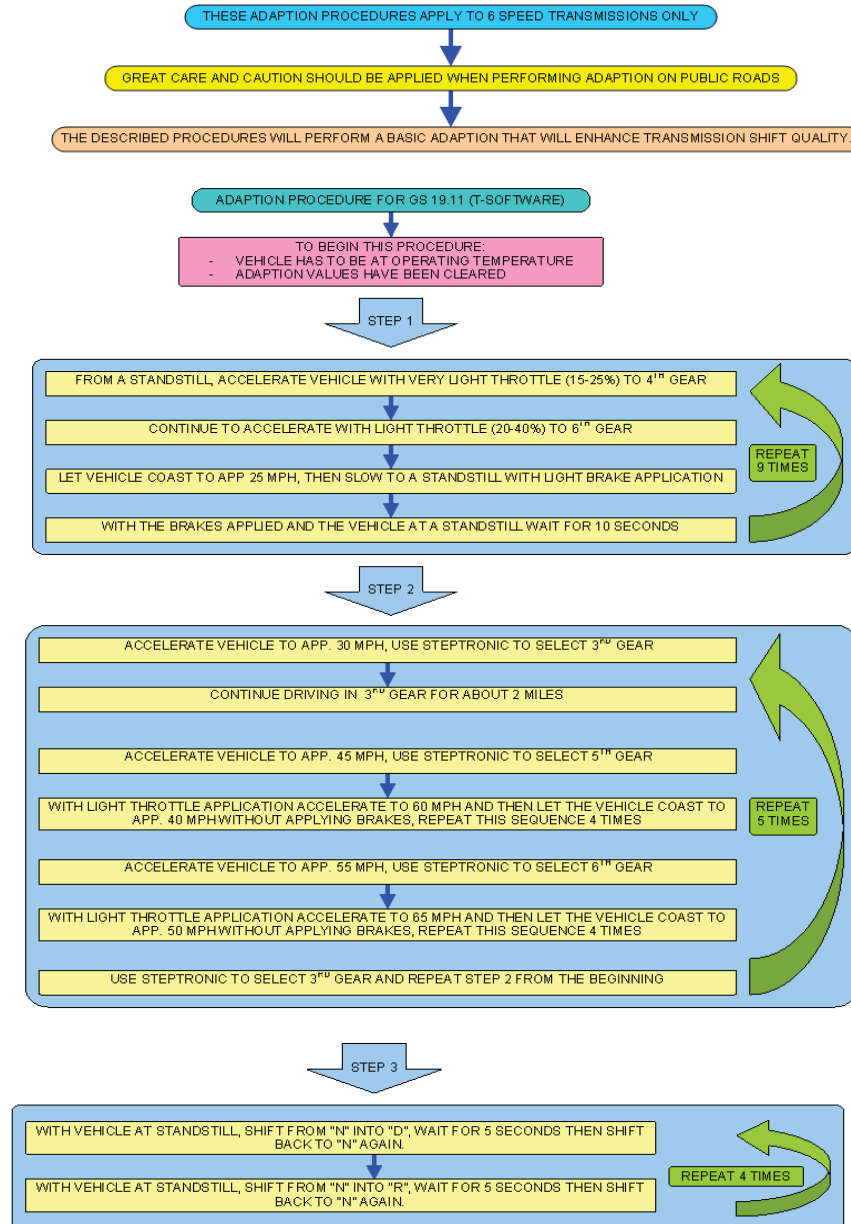 THESE ADAPTION PROCEDURES APPLY TO 6 SPEED TRANSMISSIONS ONLY
GREAT CARE AND CAUTION SHOULD BE APPLIED WHEN PERFORMING ADAPTION ON PUBLIC ROADS
THE DESCRIBED PROCEDURES WILL PERFORM A BASIC ADAPTION THAT WILL ENHANCE TRANSMISSION SHIFT QUALITY.
ADAPTION PROCEDURE FOR GS 19.11 (T-SOFTWARE)
TO BEGIN THIS PROCEDURE:
- VEHICLE HAS TO BE AT OPERATING TEMPERATURE
- ADAPTION VALUES HAVE BEEN CLEARED
STEP 1
FROM A STANDSTILL, ACCELERATE VEHICLE WITH VERY LIGHT THROTTLE (15-25%) TO 4TH GEAR
CONTINUE TO ACCELERATE WITH LIGHT THROTTLE (20-40%) TO 6TH GEAR
LET VEHICLE COAST TO APP 25 MPH, THEN SLOW TO A STANDSTILL WITH LIGHT BRAKE APPLICATION
WITH THE BRAKES APPLIED AND THE VEHICLE AT A STANDSTILL WAIT FOR 10 SECONDS
REPEAT
9 TIMES
STEP 2
ACCELERATE VEHICLE TO APP. 30 MPH, USE STEPTRONIC TO SELECT 3RD GEAR
CONTINUE DRIVING IN 3RD GEAR FOR ABOUT 2 MILES
ACCELERATE VEHICLE TO APP. 45 MPH, USE STEPTRONIC TO SELECT 5TH GEAR
WITH LIGHT THROTTLE APPLICATION ACCELERATE TO 60 MPH AND THEN LET THE VEHICLE COAST TO
APP. 40 MPH WITHOUT APPLYING BRAKES, REPEAT THIS SEQUENCE 4 TIMES
ACCELERATE VEHICLE TO APP. 55 MPH, USE STEPTRONIC TO SELECT 6TH GEAR
WITH LIGHT THROTTLE APPLICATION ACCELERATE TO 65 MPH AND THEN LET THE VEHICLE COAST TO
APP. 50 MPH WITHOUT APPLYING BRAKES, REPEAT THIS SEQUENCE 4 TIMES
USE STEPTRONIC TO SELECT 3RD GEAR AND REPEAT STEP 2 FROM THE BEGINNING
REPEAT
5 TIMES
STEP 3
WITH VEHICLE AT STANDSTILL, SHIFT FROM "N" INTO "D", WAIT FOR 5 SECONDS THEN SHIFT
BACK TO "N" AGAIN.
WITH VEHICLE AT STANDSTILL, SHIFT FROM "N" INTO "R", WAIT FOR 5 SECONDS THEN SHIFT
BACK TO "N" AGAIN.
REPEAT 4 TIMES